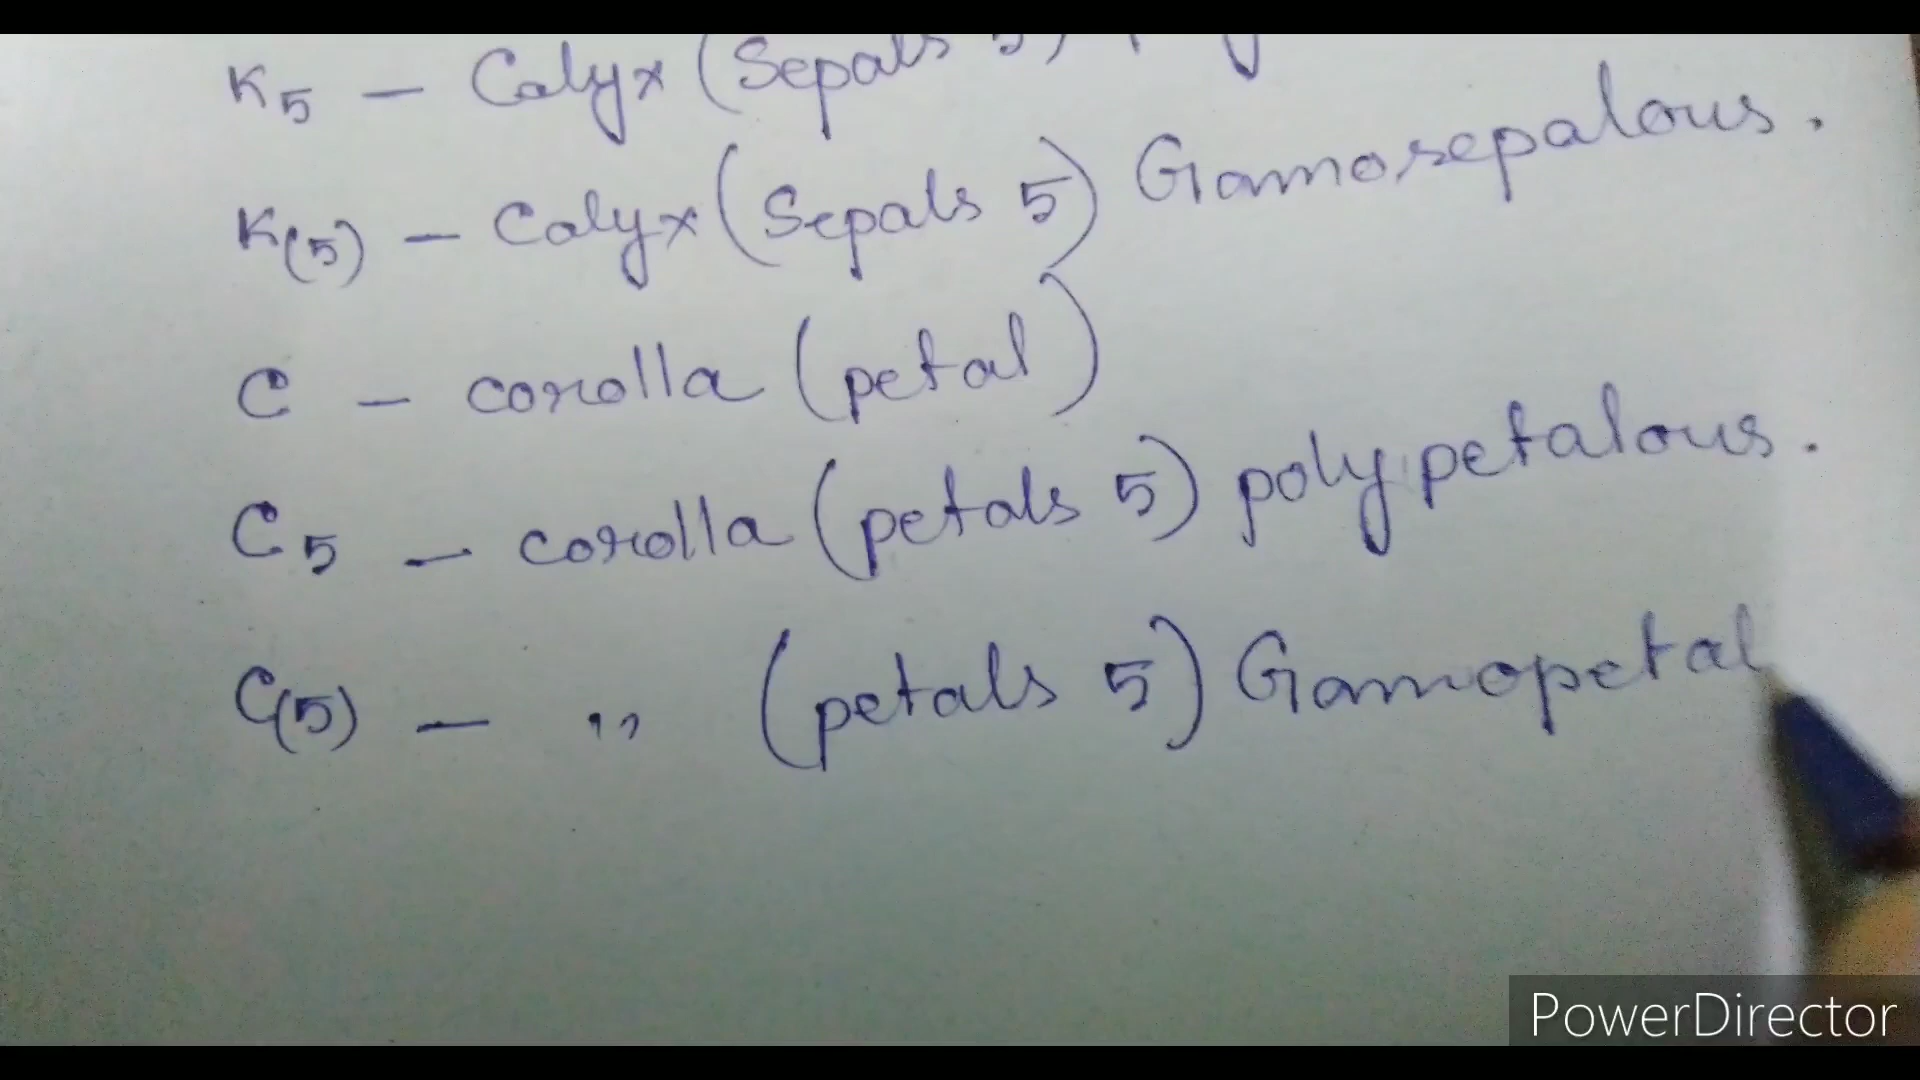 K5 – Calyx (Sepals 5)
K(5) – Calyx (Sepals 5) Gamosepalous.
C – corolla (petal)
C5 – corolla (petals 5) polypetalous.
C(5) – ,, (petals 5) Gamopetal
PowerDirector